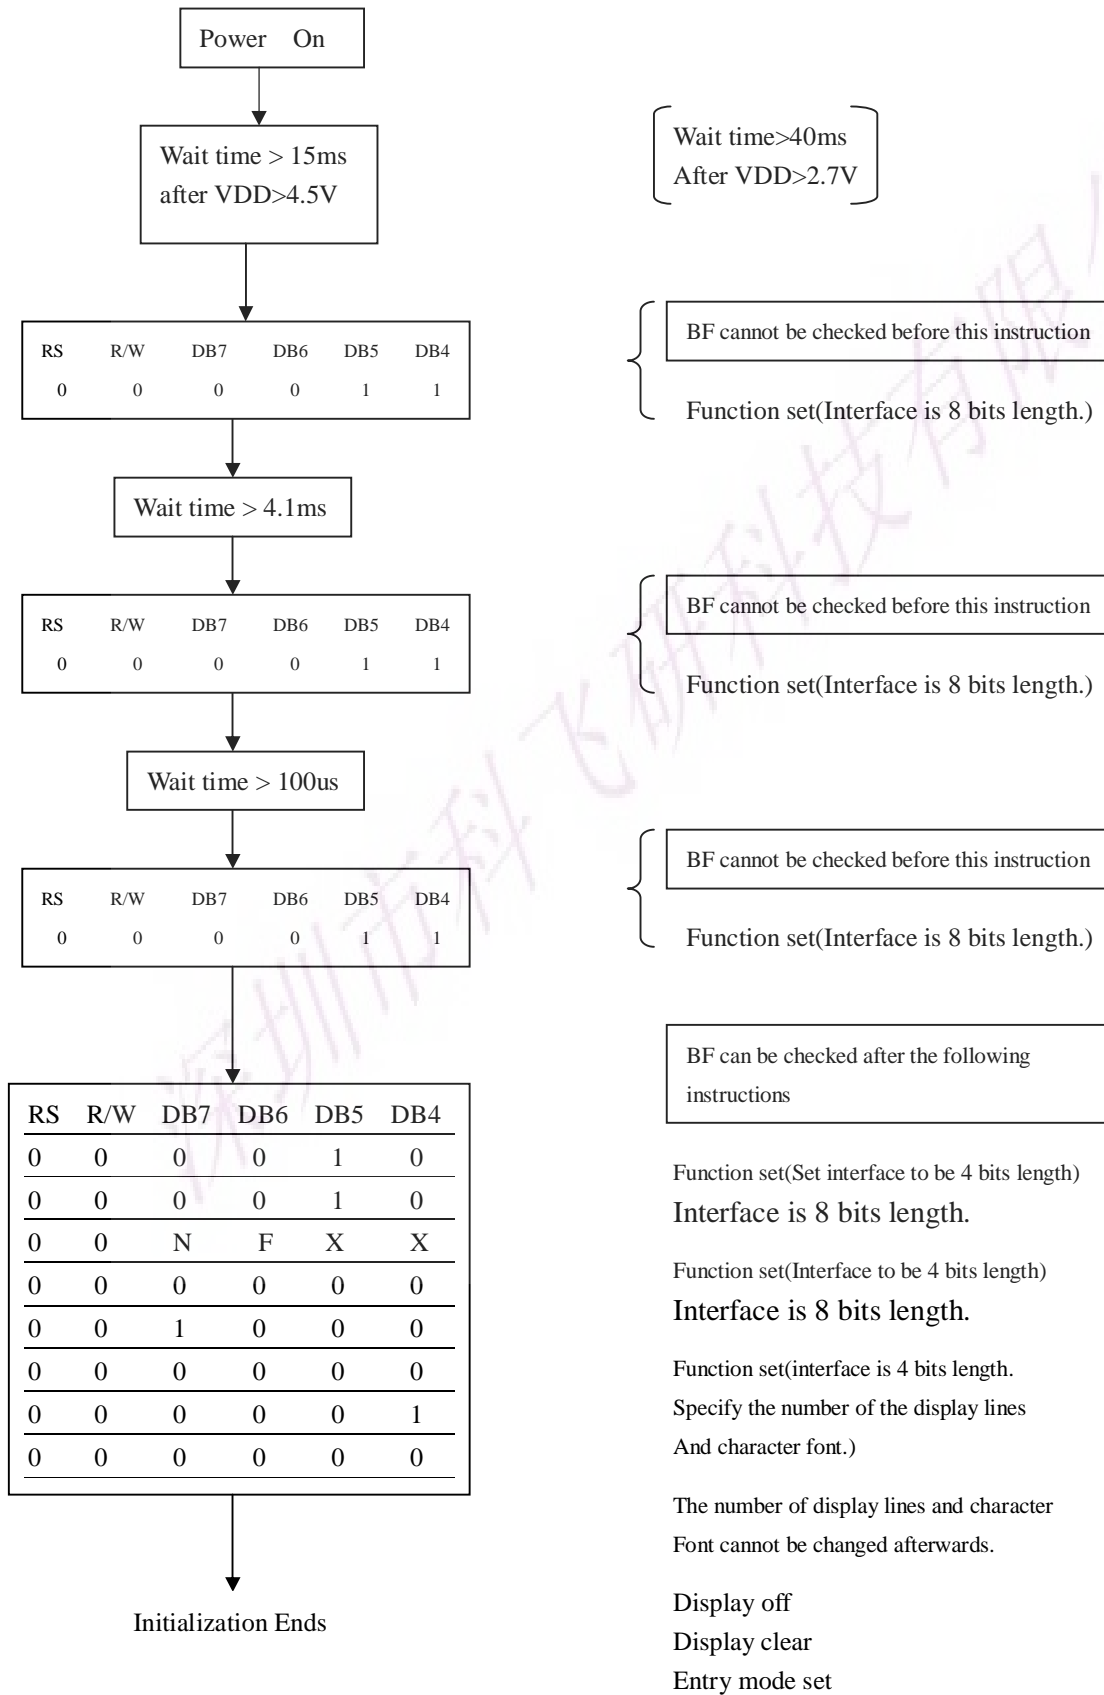 Power On
Wait time > 15ms
after VDD>4.5V
Wait time>40ms
After VDD>2.7V
RS R/W DB7 DB6 DB5 DB4
0 0 0 0 1 1
BF cannot be checked before this instruction
Function set(Interface is 8 bits length.)
Wait time > 4.1ms
RS R/W DB7 DB6 DB5 DB4
0 0 0 0 1 1
BF cannot be checked before this instruction
Function set(Interface is 8 bits length.)
Wait time > 100us
RS R/W DB7 DB6 DB5 DB4
0 0 0 0 1 1
BF cannot be checked before this instruction
Function set(Interface is 8 bits length.)
RS R/W DB7 DB6 DB5 DB4
0 0 0 0 1 0
0 0 0 0 1 0
0 0 N F X X
0 0 0 0 0 0
0 0 1 0 0 0
0 0 0 0 0 0
0 0 0 0 0 1
0 0 0 0 0 0
Initialization Ends
BF can be checked after the following
instructions
Function set(Set interface to be 4 bits length)
Interface is 8 bits length.
Function set(Interface to be 4 bits length)
Interface is 8 bits length.
Function set(interface is 4 bits length.
Specify the number of the display lines
And character font.)
The number of display lines and character
Font cannot be changed afterwards.
Display off
Display clear
Entry mode set
深圳市科飞研科技有限